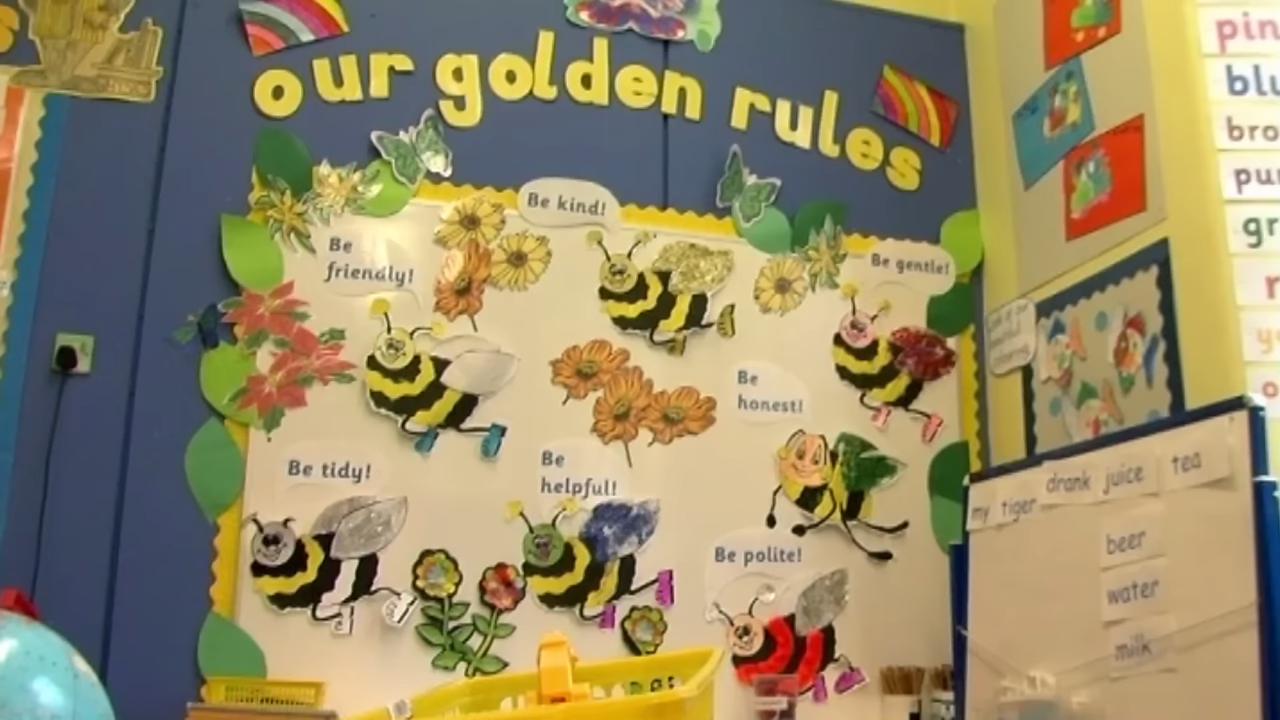 our golden rules
Be kind!
Be
friendly!
Be gentle!
Be
honest!
Be tidy!
Be
helpful!
Be polite!
my tiger drank juice tea
beer
water
milk
pin
blu
bro
pu
gr